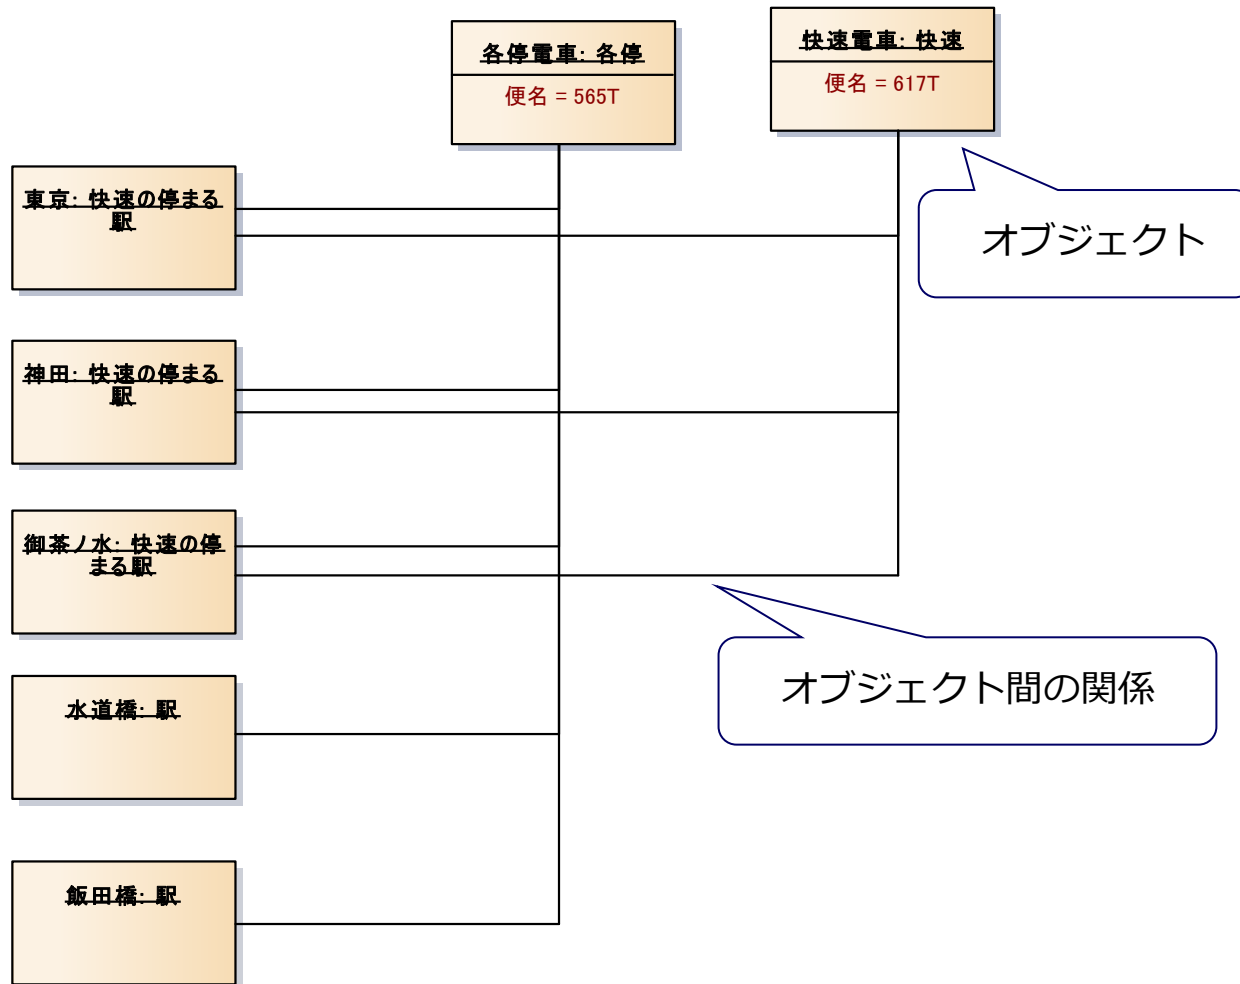 各停電車: 各停
便名 = 565T
快速電車: 快速
便名 = 617T
東京: 快速の停まる
駅
オブジェクト
神田: 快速の停まる
駅
御茶ノ水: 快速の停
まる駅
オブジェクト間の関係
水道橋: 駅
飯田橋: 駅